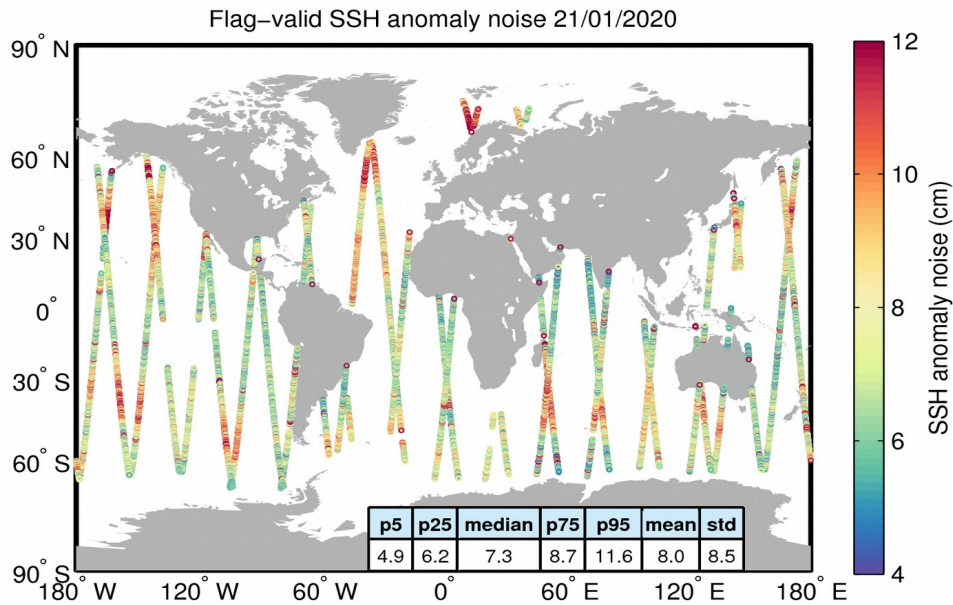 Flag−valid SSH anomaly noise 21/01/2020
90° N
60° N
30° N
0°
30° S
60° S
90° S
180° W
120° W
60° W
0°
60° E
120° E
180° E
p5 p25 median p75 p95 mean std
4.9 6.2 7.3 8.7 11.6 8.0 8.5
12
10
8
6
4
SSH anomaly noise (cm)